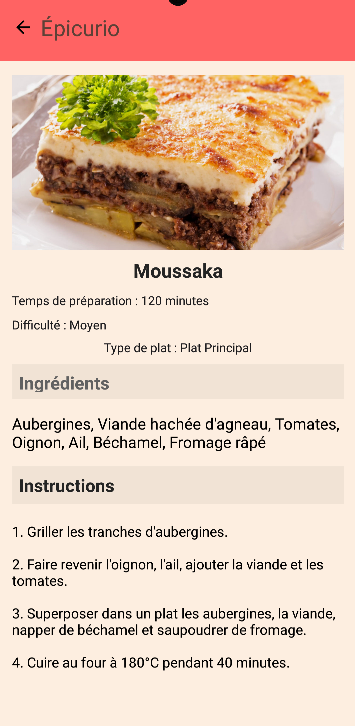 Épicurio
Moussaka
Temps de préparation : 120 minutes
Difficulté : Moyen
Type de plat : Plat Principal
Ingrédients
Aubergines, Viande hachée d'agneau, Tomates,
Oignon, Ail, Béchamel, Fromage râpé
Instructions
1. Griller les tranches d'aubergines.
2. Faire revenir l'oignon, l'ail, ajouter la viande et les
tomates.
3. Superposer dans un plat les aubergines, la viande,
napper de béchamel et saupoudrer de fromage.
4. Cuire au four à 180°C pendant 40 minutes.